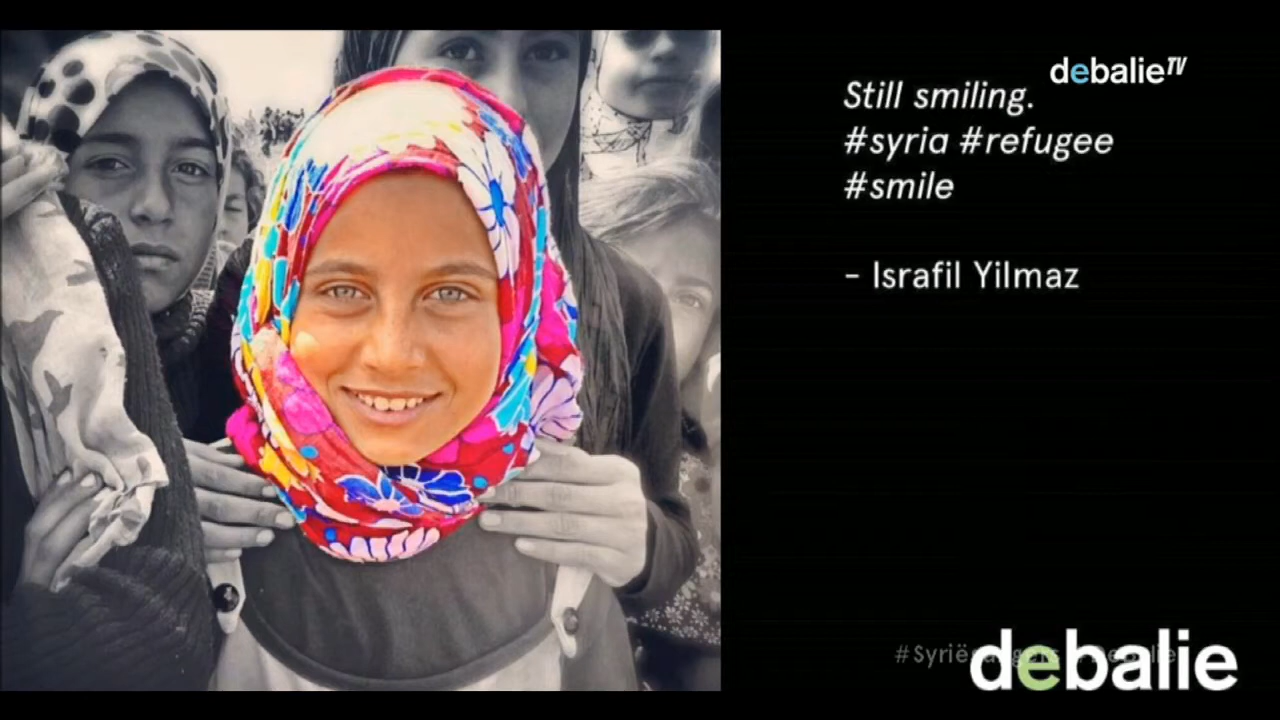 debalieTV
Still smiling.
#syria #refugee
#smile
- Israfil Yilmaz
debalie